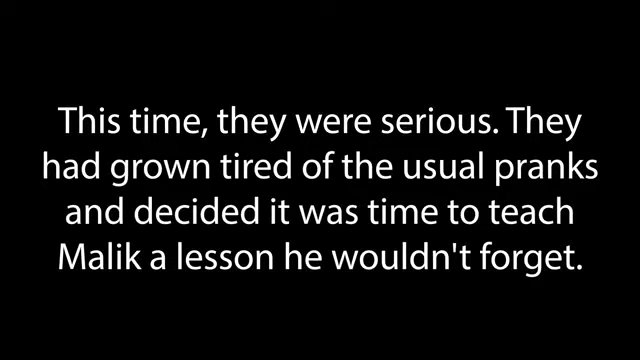 This time, they were serious. They
had grown tired of the usual pranks
and decided it was time to teach
Malik a lesson he wouldn't forget.